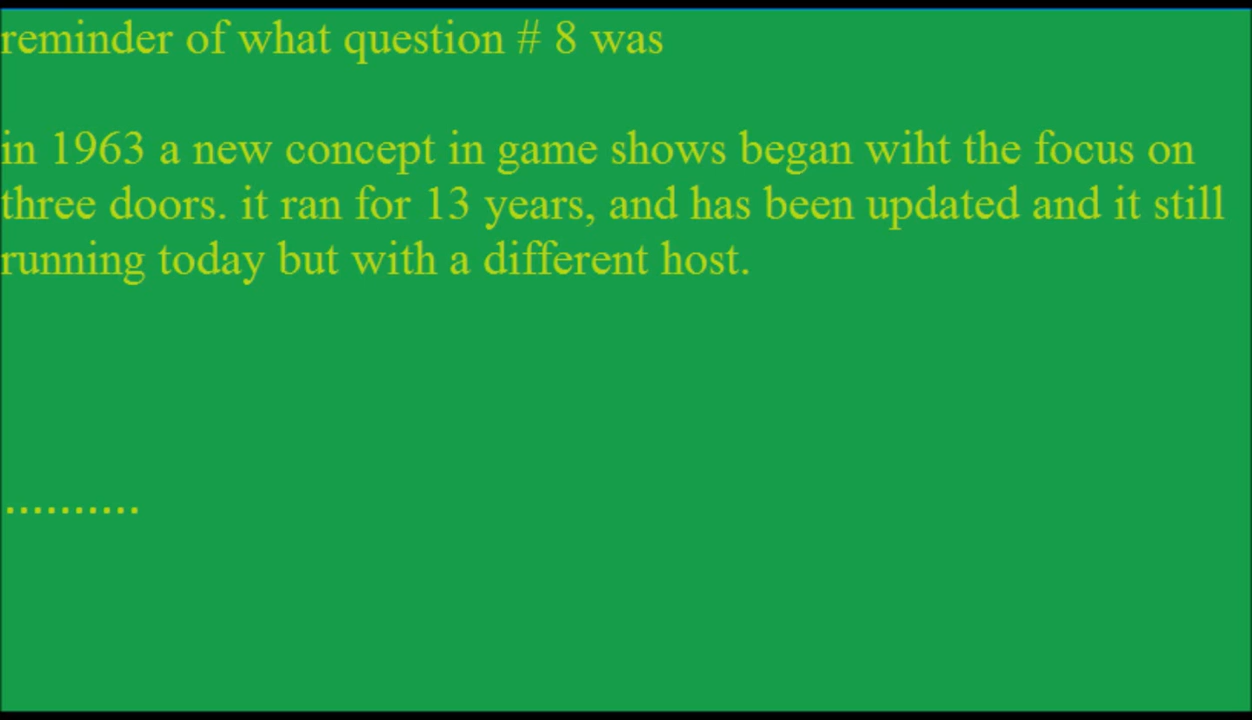 reminder of what question # 8 was
in 1963 a new concept in game shows began wiht the focus on
three doors. it ran for 13 years, and has been updated and it still
running today but with a different host.
..........